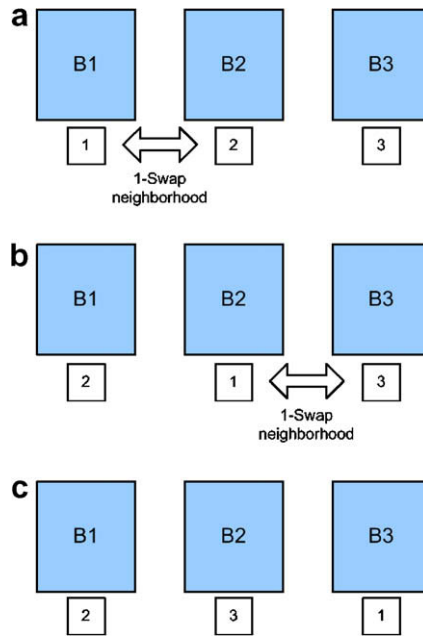 a
B1 B2 B3
1 2 3
1-Swap
neighborhood
b
B1 B2 B3
2 1 3
1-Swap
neighborhood
c
B1 B2 B3
2 3 1